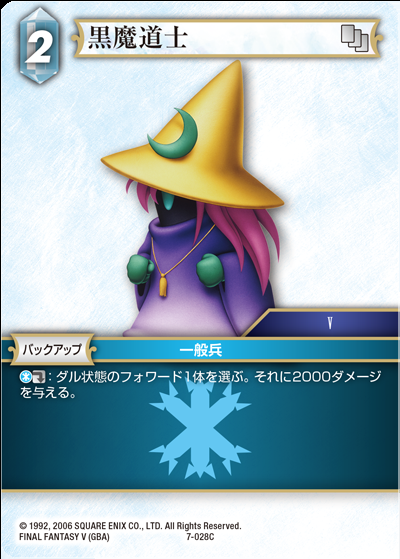 2
黒魔道士
V
バックアップ
一般兵
水 : ダル状態のフォワード1体を選ぶ。それに2000ダメージ
を与える。
© 1992, 2006 SQUARE ENIX CO., LTD. All Rights Reserved.
FINAL FANTASY V (GBA) 7-028C